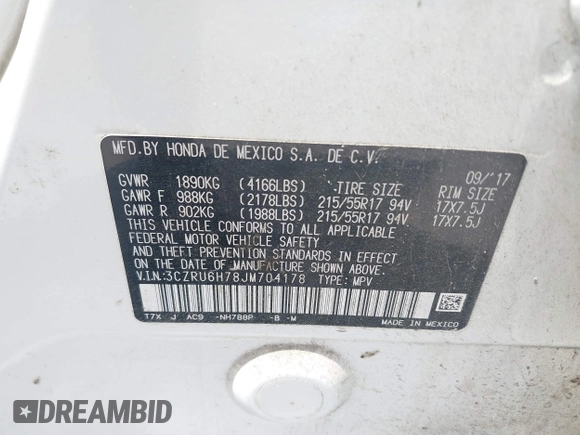 MFD.BY HONDA DE MEXICO S.A. DE C.V. 09/'17
GVWR 1890KG (4166LBS) TIRE SIZE RIM SIZE
GAWR F 988KG (2178LBS) 215/55R17 94V 17X7.5J
GAWR R 902KG (1988LBS) 215/55R17 94V 17X7.5J
THIS VEHICLE CONFORMS TO ALL APPLICABLE
FEDERAL MOTOR VEHICLE SAFETY
AND THEFT PREVENTION STANDARDS IN EFFECT
ON THE DATE OF MANUFACTURE SHOWN ABOVE.
V.I.N.:3CZRU6H78JM704178 TYPE: MPV
T7X J AC9 -NH788P -B -M MADE IN MEXICO
DREAMBID